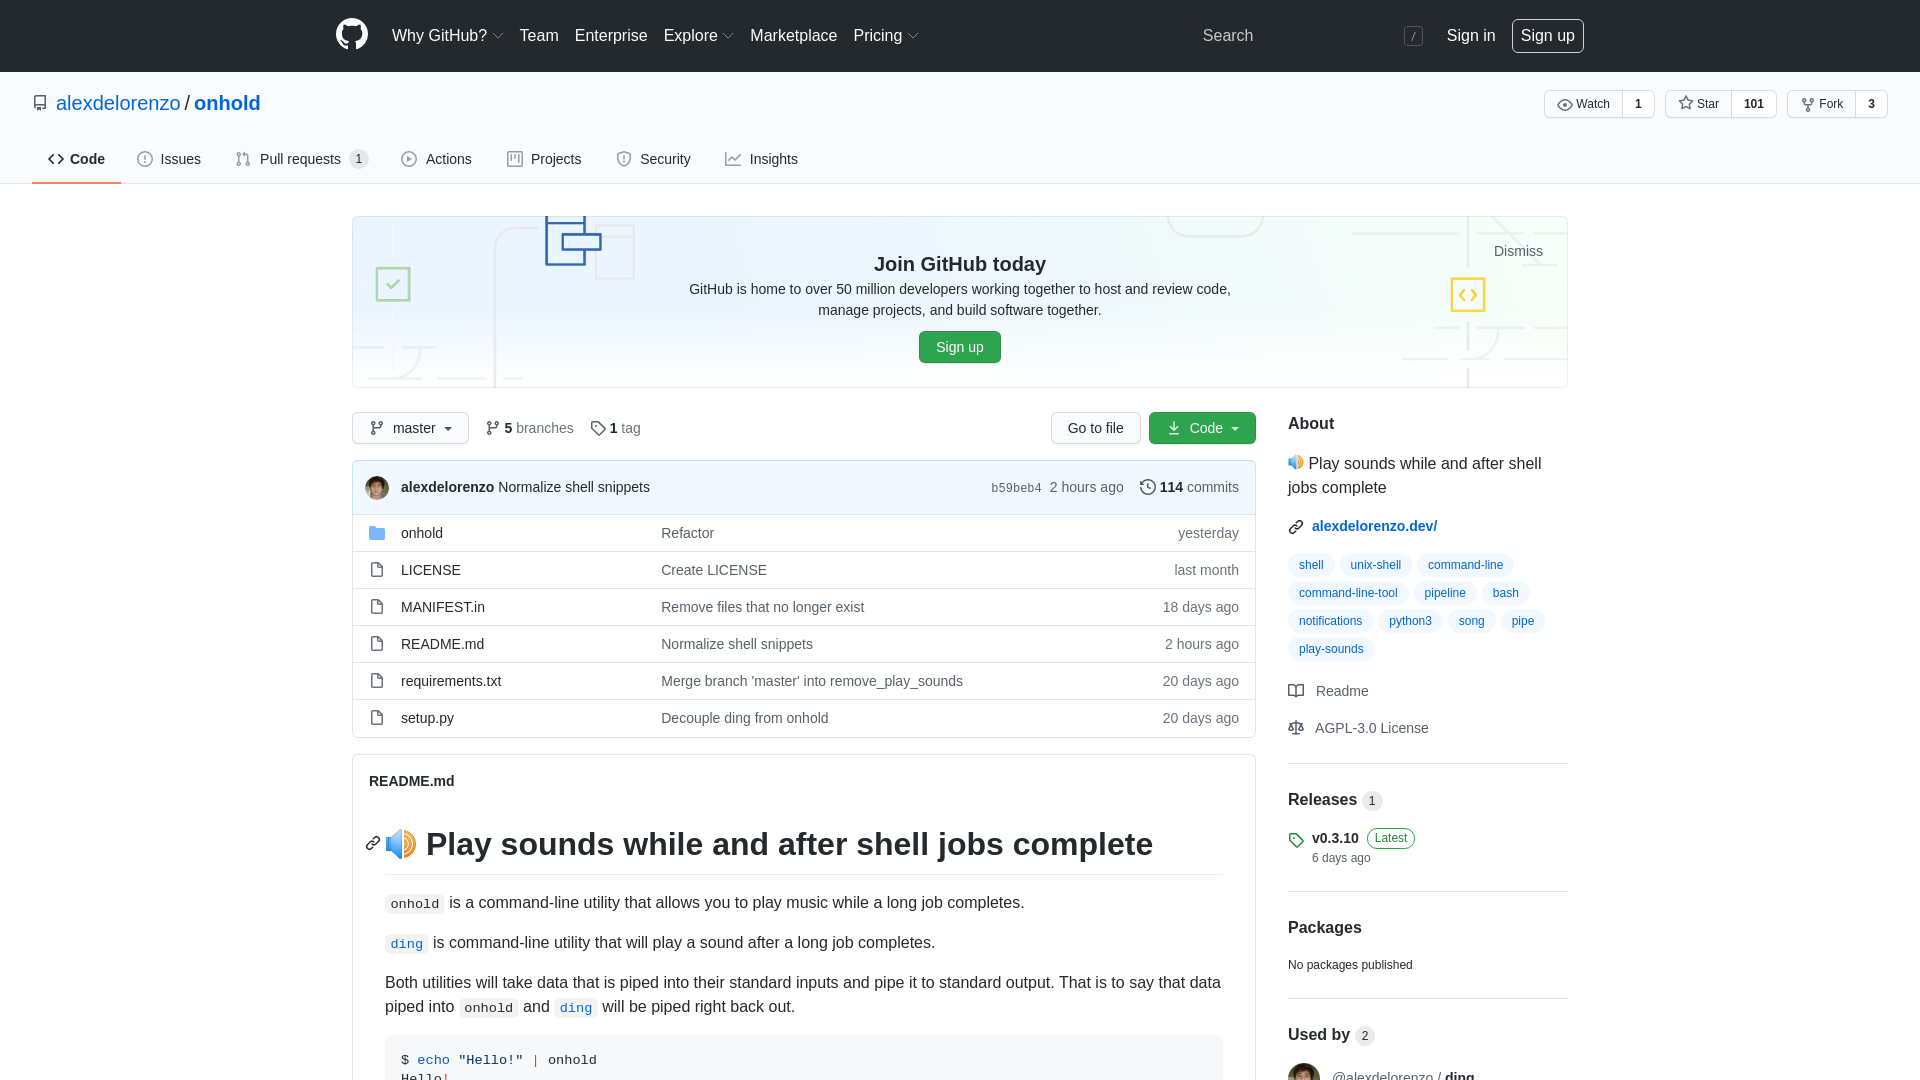 Why GitHub? Team Enterprise Explore Marketplace Pricing Search / Sign in Sign up
alexdelorenzo / onhold Watch 1 Star 101 Fork 3
Code Issues Pull requests 1 Actions Projects Security Insights
Dismiss
Join GitHub today
GitHub is home to over 50 million developers working together to host and review code,
manage projects, and build software together.
Sign up
master 5 branches 1 tag Go to file Code
alexdelorenzo Normalize shell snippets b59beb4 2 hours ago 114 commits
onhold Refactor yesterday
LICENSE Create LICENSE last month
MANIFEST.in Remove files that no longer exist 18 days ago
README.md Normalize shell snippets 2 hours ago
requirements.txt Merge branch 'master' into remove_play_sounds 20 days ago
setup.py Decouple ding from onhold 20 days ago
README.md
🔊 Play sounds while and after shell jobs complete
onhold is a command-line utility that allows you to play music while a long job completes.
ding is command-line utility that will play a sound after a long job completes.
Both utilities will take data that is piped into their standard inputs and pipe it to standard output. That is to say that data
piped into onhold and ding will be piped right back out.
$ echo "Hello!" | onhold
Hello!
About
🔊 Play sounds while and after shell
jobs complete
alexdelorenzo.dev/
shell unix-shell command-line
command-line-tool pipeline bash
notifications python3 song pipe
play-sounds
Readme
AGPL-3.0 License
Releases 1
v0.3.10 Latest
6 days ago
Packages
No packages published
Used by 2
@alexdelorenzo / ding